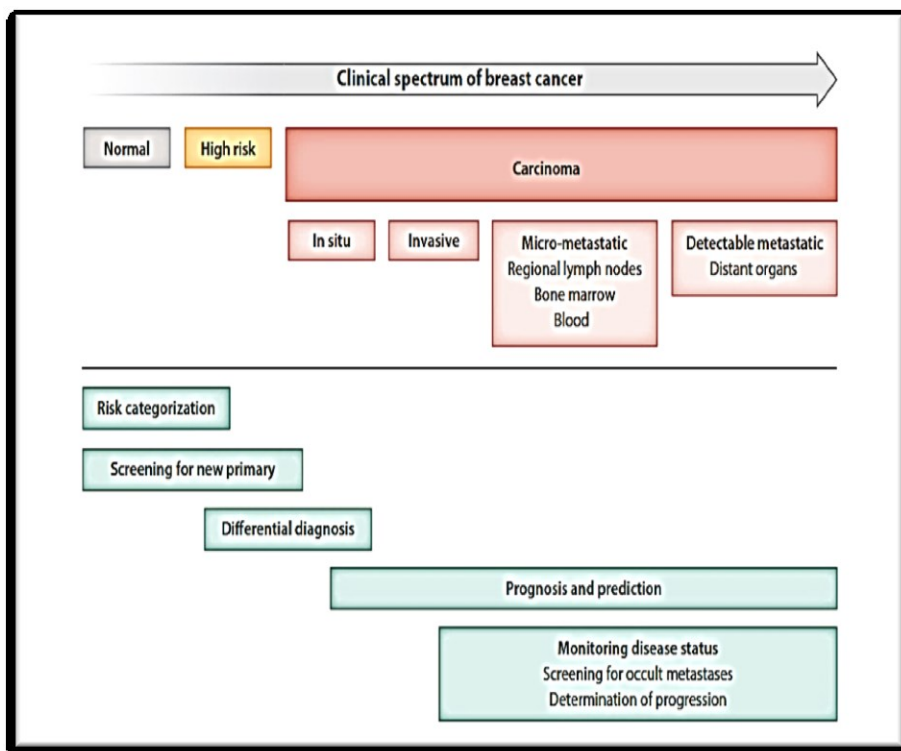 Clinical spectrum of breast cancer
Normal
High risk
Carcinoma
In situ
Invasive
Micro-metastatic
Regional lymph nodes
Bone marrow
Blood
Detectable metastatic
Distant organs
Risk categorization
Screening for new primary
Differential diagnosis
Prognosis and prediction
Monitoring disease status
Screening for occult metastases
Determination of progression